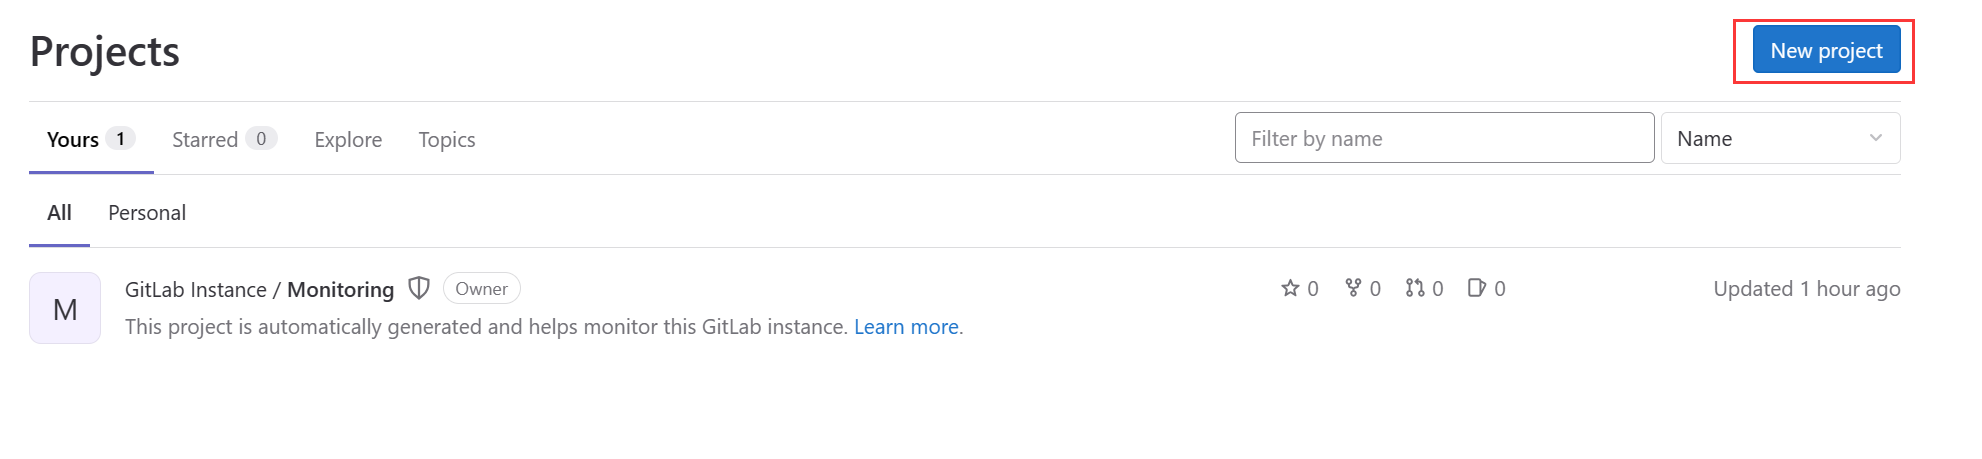 Projects
New project
Yours 1 Starred 0 Explore Topics Filter by name Name
All Personal
M
GitLab Instance / Monitoring Owner 0 0 0 0 Updated 1 hour ago
This project is automatically generated and helps monitor this GitLab instance. Learn more.